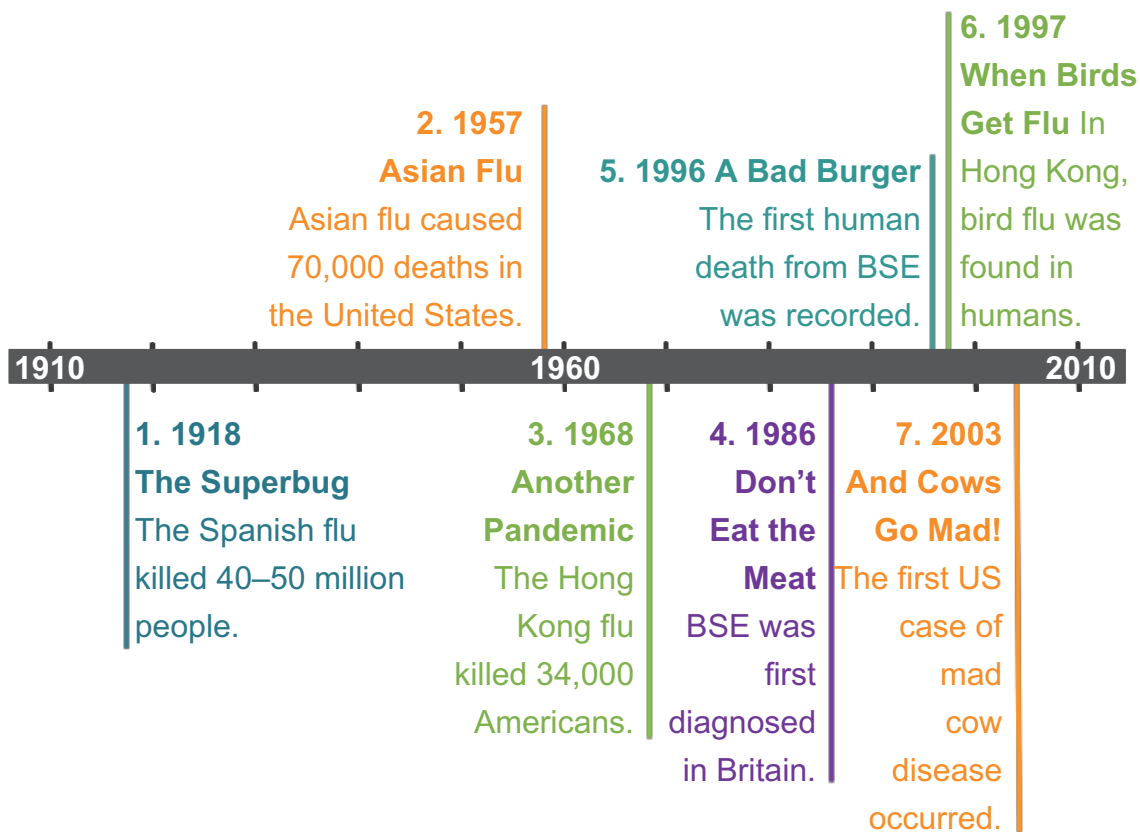 6. 1997
When Birds
Get Flu In
Hong Kong,
bird flu was
found in
humans.
2. 1957
Asian Flu
Asian flu caused
70,000 deaths in
the United States.
5. 1996 A Bad Burger
The first human
death from BSE
was recorded.
1910
1960
2010
1. 1918
The Superbug
The Spanish flu
killed 40–50 million
people.
3. 1968
Another
Pandemic
The Hong
Kong flu
killed 34,000
Americans.
4. 1986
Don’t
Eat the
Meat
BSE was
first
diagnosed
in Britain.
7. 2003
And Cows
Go Mad!
The first US
case of
mad
cow
disease
occurred.